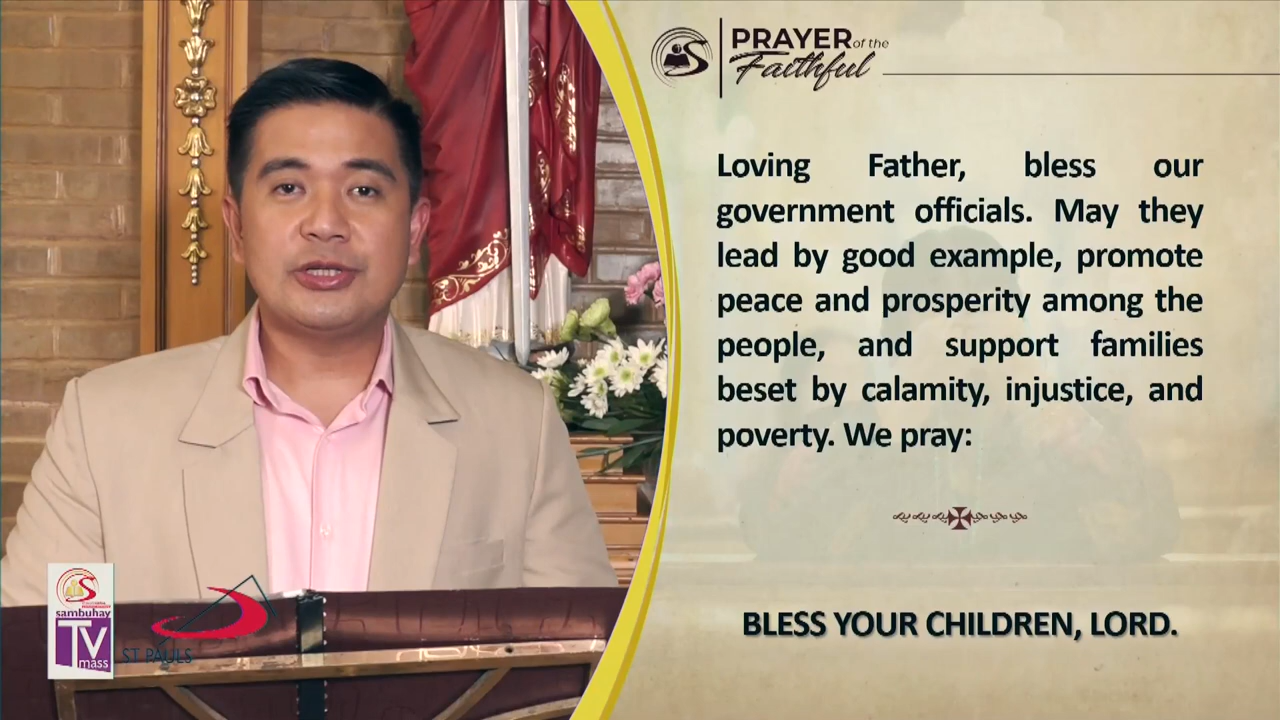 PRAYER of the
Faithful
Loving Father, bless our
government officials. May they
lead by good example, promote
peace and prosperity among the
people, and support families
beset by calamity, injustice, and
poverty. We pray:
BLESS YOUR CHILDREN, LORD.
sambuhay
TV
mass
ST PAULS